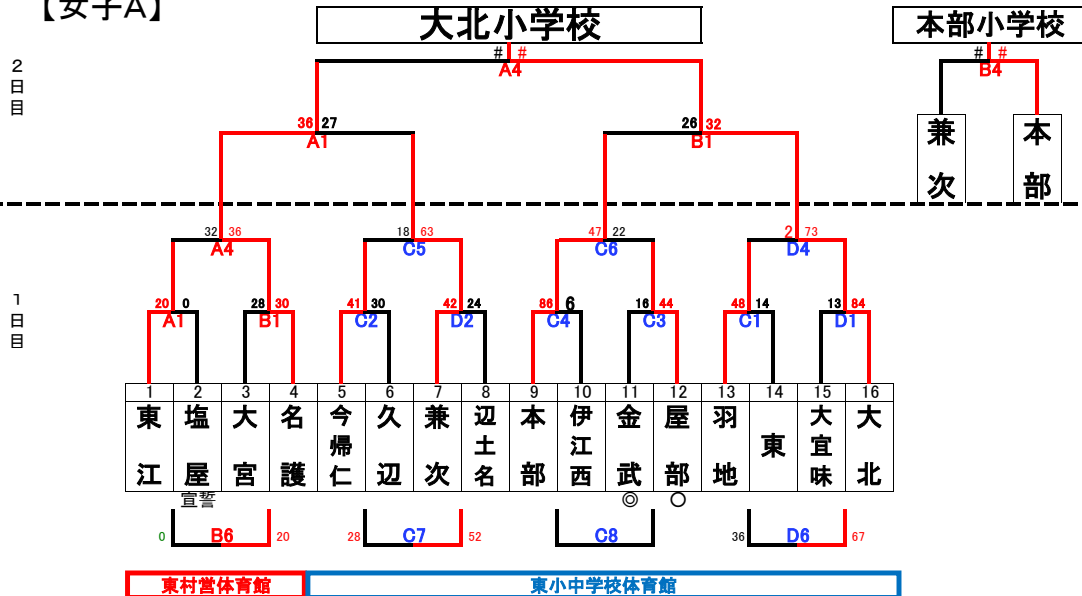 【女子A】
大北小学校
本部小学校
# #
A4
# #
B4
2日目
36 27
A1
26 32
B1
兼次
本部
32 36
A4
18 63
C5
47 22
C6
2 73
D4
1日目
20 0
A1
28 30
B1
41 30
C2
42 24
D2
86 6
C4
16 44
C3
48 14
C1
13 84
D1
1 2 3 4 5 6 7 8 9 10 11 12 13 14 15 16
東江
塩屋
大宮
名護
今帰仁
久辺
兼次
辺土名
本部
伊江西
金武
屋部
羽地
東
大宜味
大北
宣誓
◎
○
0 B6 20
28 C7 52
C8
36 D6 67
東村営体育館
東小中学校体育館